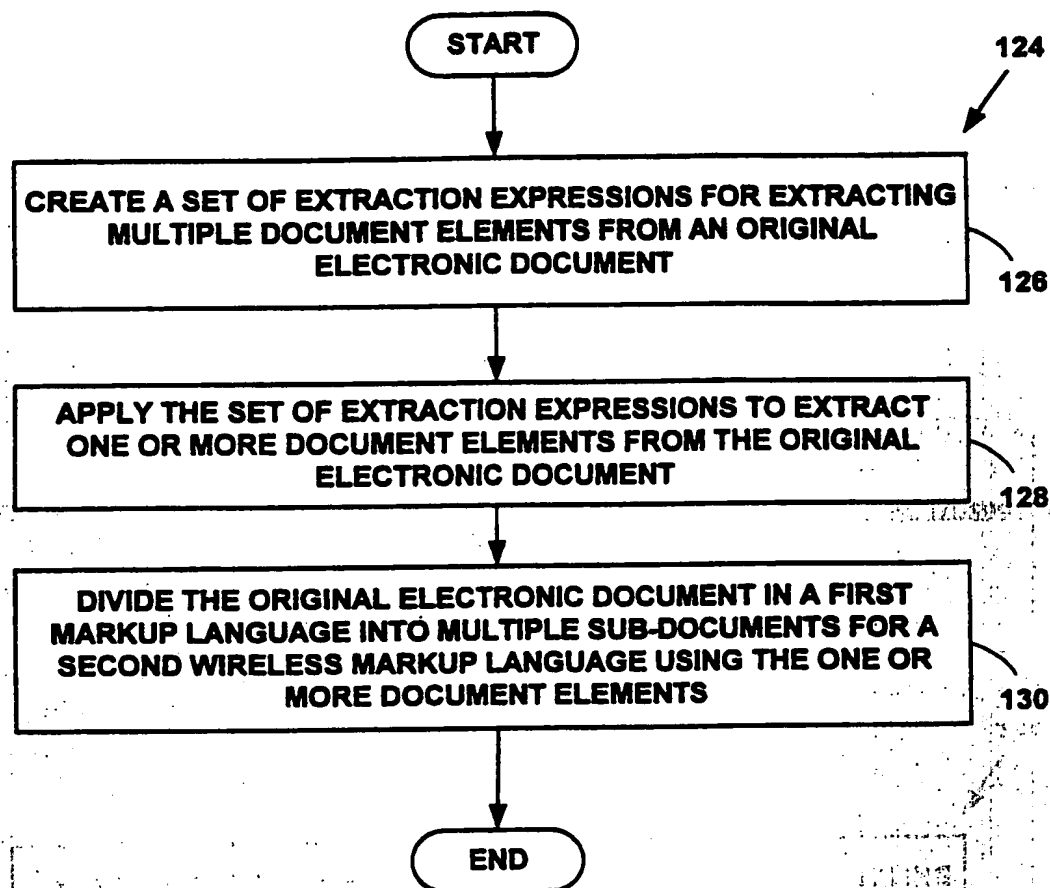 START
124
CREATE A SET OF EXTRACTION EXPRESSIONS FOR EXTRACTING
MULTIPLE DOCUMENT ELEMENTS FROM AN ORIGINAL
ELECTRONIC DOCUMENT
126
APPLY THE SET OF EXTRACTION EXPRESSIONS TO EXTRACT
ONE OR MORE DOCUMENT ELEMENTS FROM THE ORIGINAL
ELECTRONIC DOCUMENT
128
DIVIDE THE ORIGINAL ELECTRONIC DOCUMENT IN A FIRST
MARKUP LANGUAGE INTO MULTIPLE SUB-DOCUMENTS FOR A
SECOND WIRELESS MARKUP LANGUAGE USING THE ONE OR
MORE DOCUMENT ELEMENTS
130
END